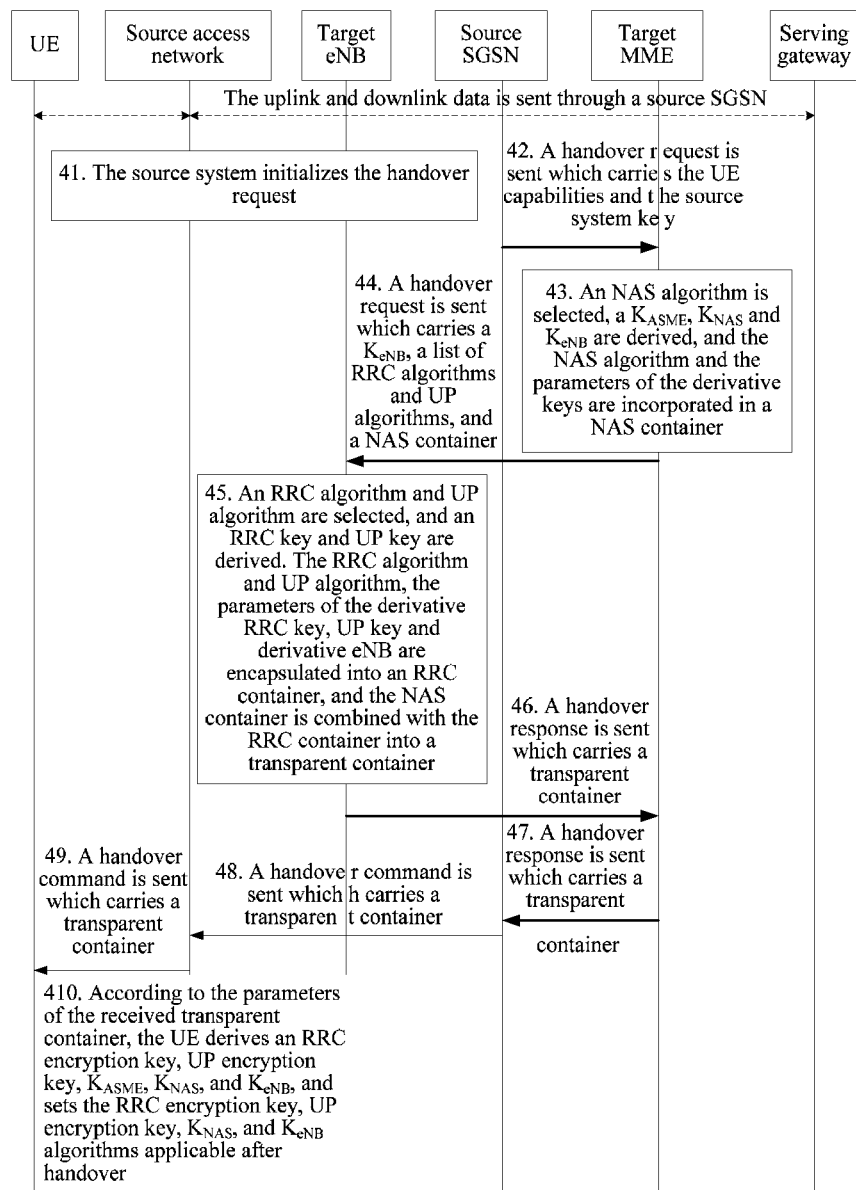 UE
Source access
network
Target
eNB
Source
SGSN
Target
MME
Serving
gateway
The uplink and downlink data is sent through a source SGSN
41. The source system initializes the handover
request
42. A handover request is
sent which carries the UE
capabilities and the source
system key
43. An NAS algorithm is
selected, a KASME, KNAS and
KeNB are derived, and the
NAS algorithm and the
parameters of the derivative
keys are incorporated in a
NAS container
44. A handover
request is sent
which carries a
KeNB, a list of
RRC algorithms
and UP
algorithms, and
a NAS container
45. An RRC algorithm and UP
algorithm are selected, and an
RRC key and UP key are
derived. The RRC algorithm
and UP algorithm, the
parameters of the derivative
RRC key, UP key and
derivative eNB are
encapsulated into an RRC
container, and the NAS
container is combined with the
RRC container into a
transparent container
46. A handover
response is sent
which carries a
transparent
container
47. A handover
response is sent
which carries a
transparent
container
48. A handover command is
sent which carries a
transparent container
49. A handover
command is sent
which carries a
transparent
container
410. According to the parameters
of the received transparent
container, the UE derives an RRC
encryption key, UP encryption
key, KASME, KNAS, and KeNB, and
sets the RRC encryption key, UP
encryption key, KNAS, and KeNB
algorithms applicable after
handover